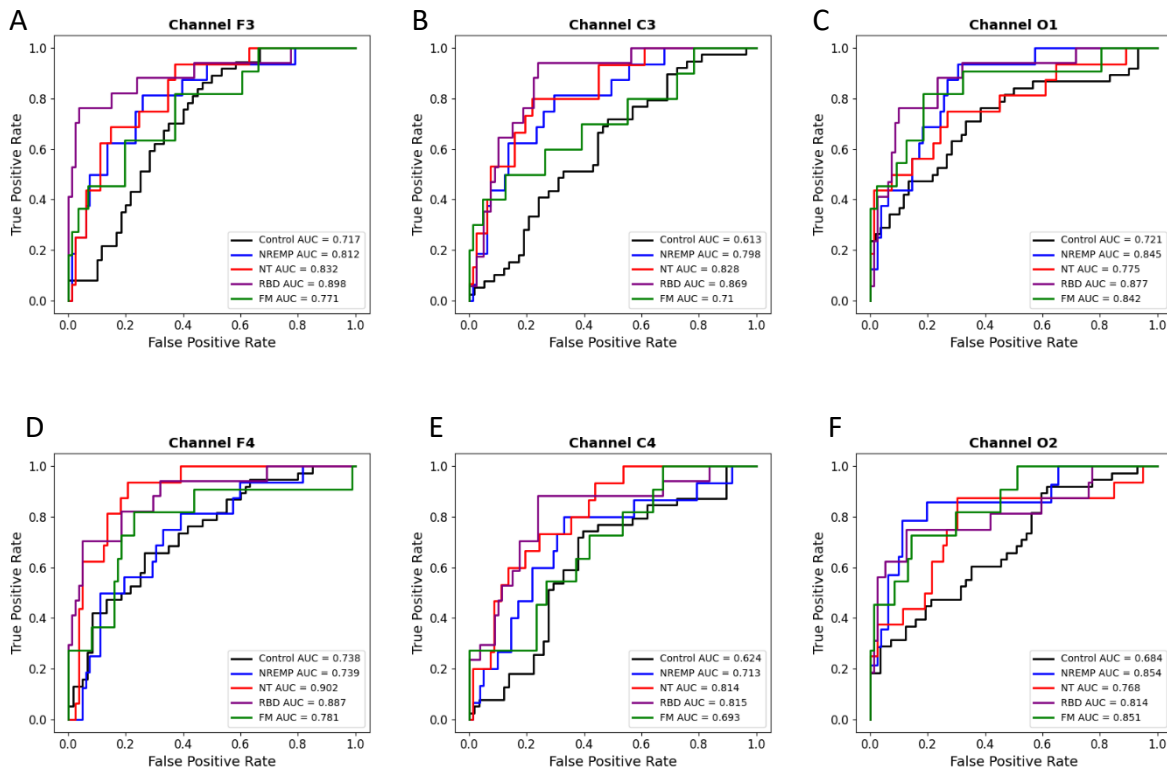 A
Channel F3
True Positive Rate
1.0
0.8
0.6
0.4
0.2
0.0
Control AUC = 0.717
NREMP AUC = 0.812
NT AUC = 0.832
RBD AUC = 0.898
FM AUC = 0.771
0.0 0.2 0.4 0.6 0.8 1.0
False Positive Rate
B
Channel C3
True Positive Rate
1.0
0.8
0.6
0.4
0.2
0.0
Control AUC = 0.613
NREMP AUC = 0.798
NT AUC = 0.828
RBD AUC = 0.869
FM AUC = 0.71
0.0 0.2 0.4 0.6 0.8 1.0
False Positive Rate
C
Channel O1
True Positive Rate
1.0
0.8
0.6
0.4
0.2
0.0
Control AUC = 0.721
NREMP AUC = 0.845
NT AUC = 0.775
RBD AUC = 0.877
FM AUC = 0.842
0.0 0.2 0.4 0.6 0.8 1.0
False Positive Rate
D
Channel F4
True Positive Rate
1.0
0.8
0.6
0.4
0.2
0.0
Control AUC = 0.738
NREMP AUC = 0.739
NT AUC = 0.902
RBD AUC = 0.887
FM AUC = 0.781
0.0 0.2 0.4 0.6 0.8 1.0
False Positive Rate
E
Channel C4
True Positive Rate
1.0
0.8
0.6
0.4
0.2
0.0
Control AUC = 0.624
NREMP AUC = 0.713
NT AUC = 0.814
RBD AUC = 0.815
FM AUC = 0.693
0.0 0.2 0.4 0.6 0.8 1.0
False Positive Rate
F
Channel O2
True Positive Rate
1.0
0.8
0.6
0.4
0.2
0.0
Control AUC = 0.684
NREMP AUC = 0.854
NT AUC = 0.768
RBD AUC = 0.814
FM AUC = 0.851
0.0 0.2 0.4 0.6 0.8 1.0
False Positive Rate